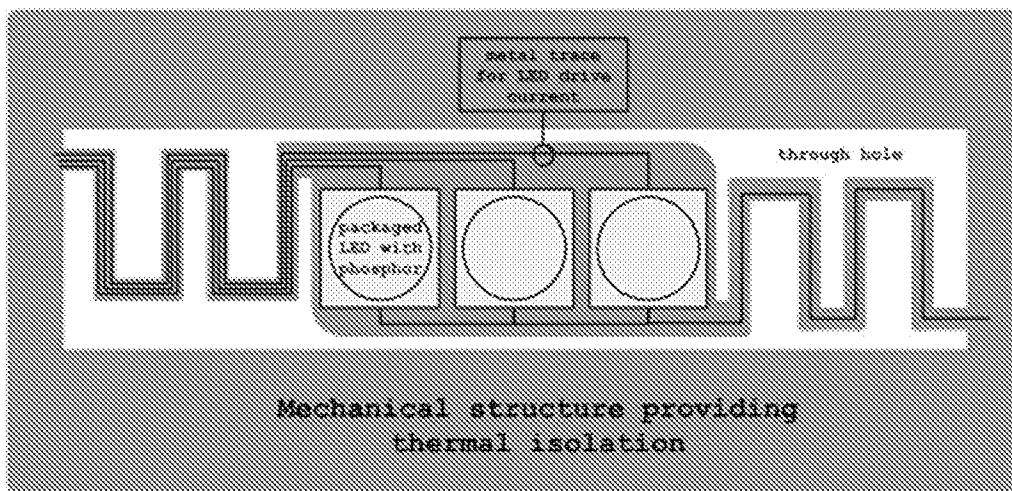 metal trace
for LED drive
current
through hole
packaged
LED with
phosphor
Mechanical structure providing
thermal isolation